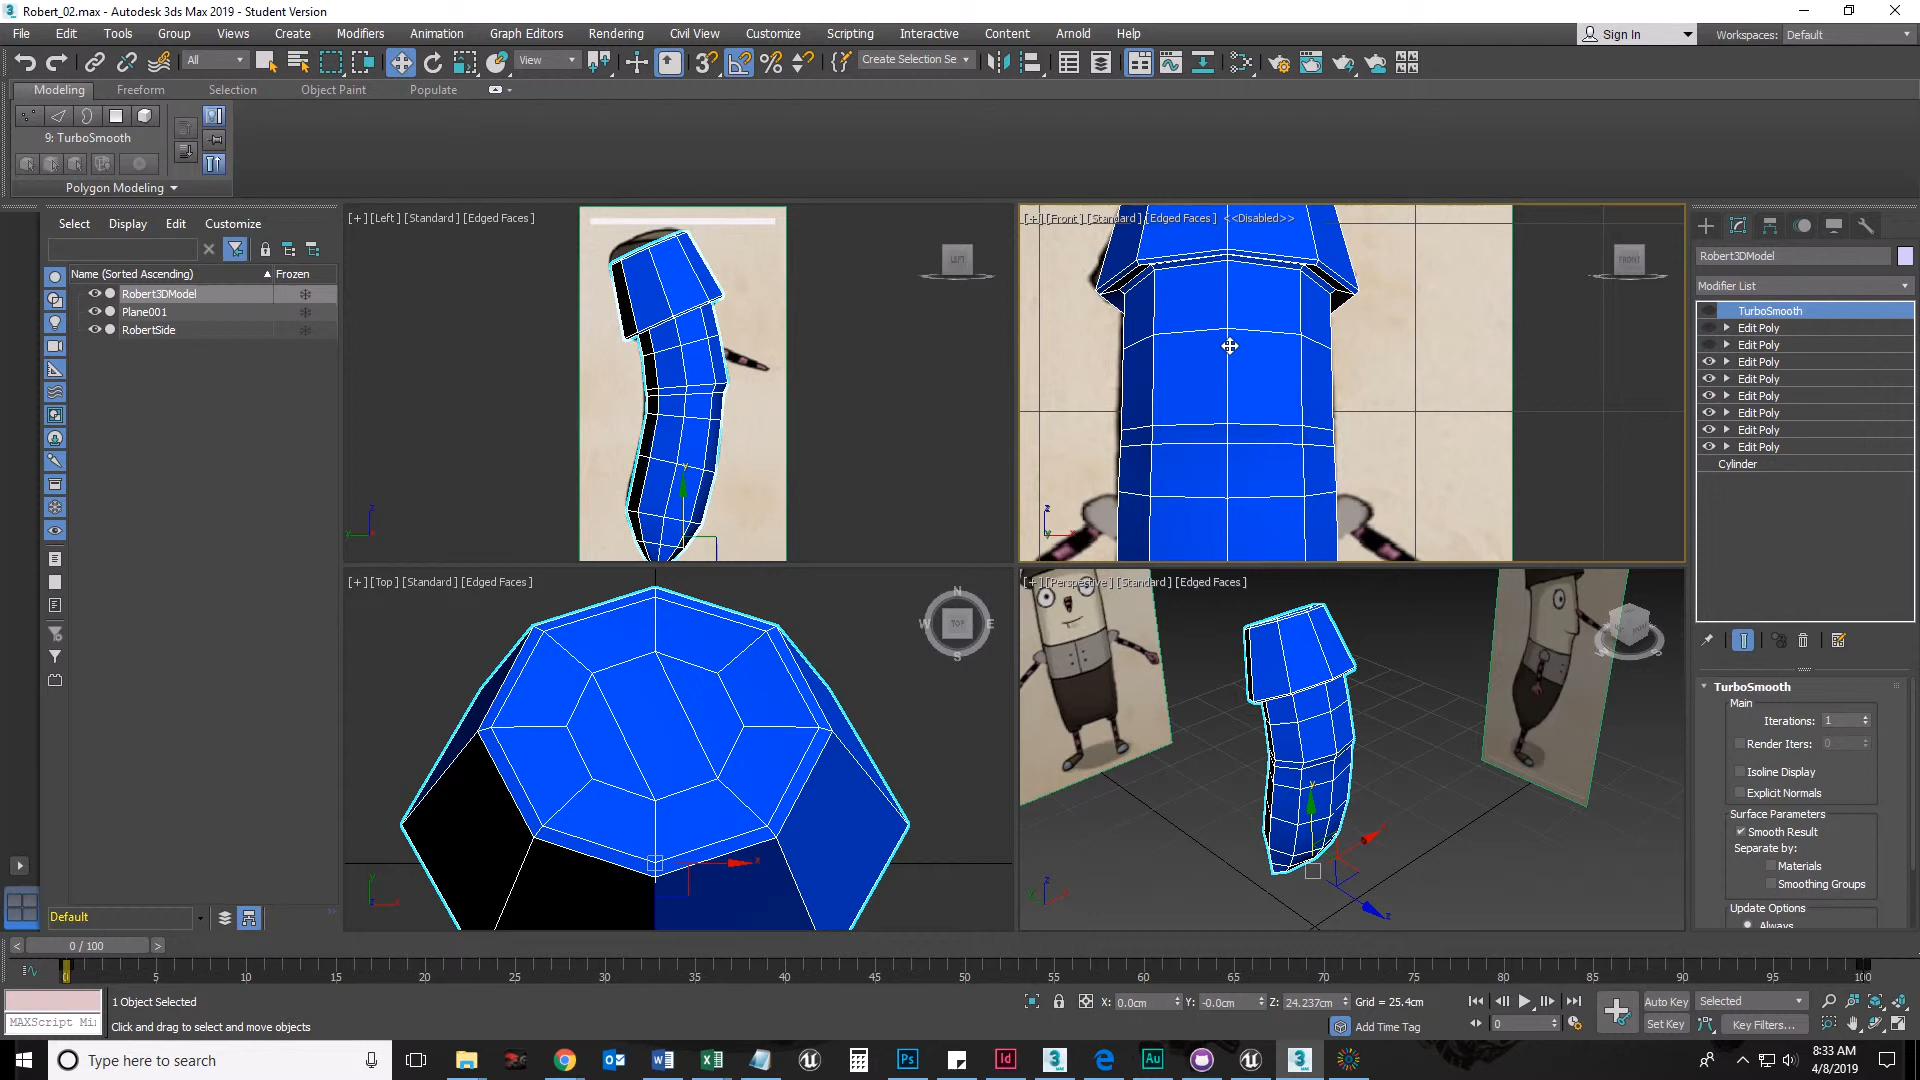 Robert_02.max - Autodesk 3ds Max 2019 - Student Version
File Edit Tools Group Views Create Modifiers Animation Graph Editors Rendering Civil View Customize Scripting Interactive Content Arnold Help
Sign In
Workspaces: Default
All
View
Create Selection Se
Modeling Freeform Selection Object Paint Populate
9: TurboSmooth
Polygon Modeling
Select Display Edit Customize
Name (Sorted Ascending) Frozen
Robert3DModel
Plane001
RobertSide
Default
[+] [Left] [Standard] [Edged Faces]
LEFT
[+] [Front] [Standard] [Edged Faces] <<Disabled>>
FRONT
[+] [Top] [Standard] [Edged Faces]
N
W TOP E
S
[+] [Perspective] [Standard] [Edged Faces]
Robert3DModel
Modifier List
TurboSmooth
Edit Poly
Edit Poly
Edit Poly
Edit Poly
Edit Poly
Edit Poly
Edit Poly
Edit Poly
Cylinder
TurboSmooth
Main
Iterations: 1
Render Iters: 0
Isoline Display
Explicit Normals
Surface Parameters
Smooth Result
Separate by:
Materials
Smoothing Groups
Update Options
Always
0 / 100
0 5 10 15 20 25 30 35 40 45 50 55 60 65 70 75 80 85 90 95 100
1 Object Selected
X: 0.0cm Y: -0.0cm Z: 24.237cm Grid = 25.4cm
Auto Key Selected
MAXScript Mi
Click and drag to select and move objects
Add Time Tag
0
Set Key Key Filters...
Type here to search
8:33 AM
4/8/2019